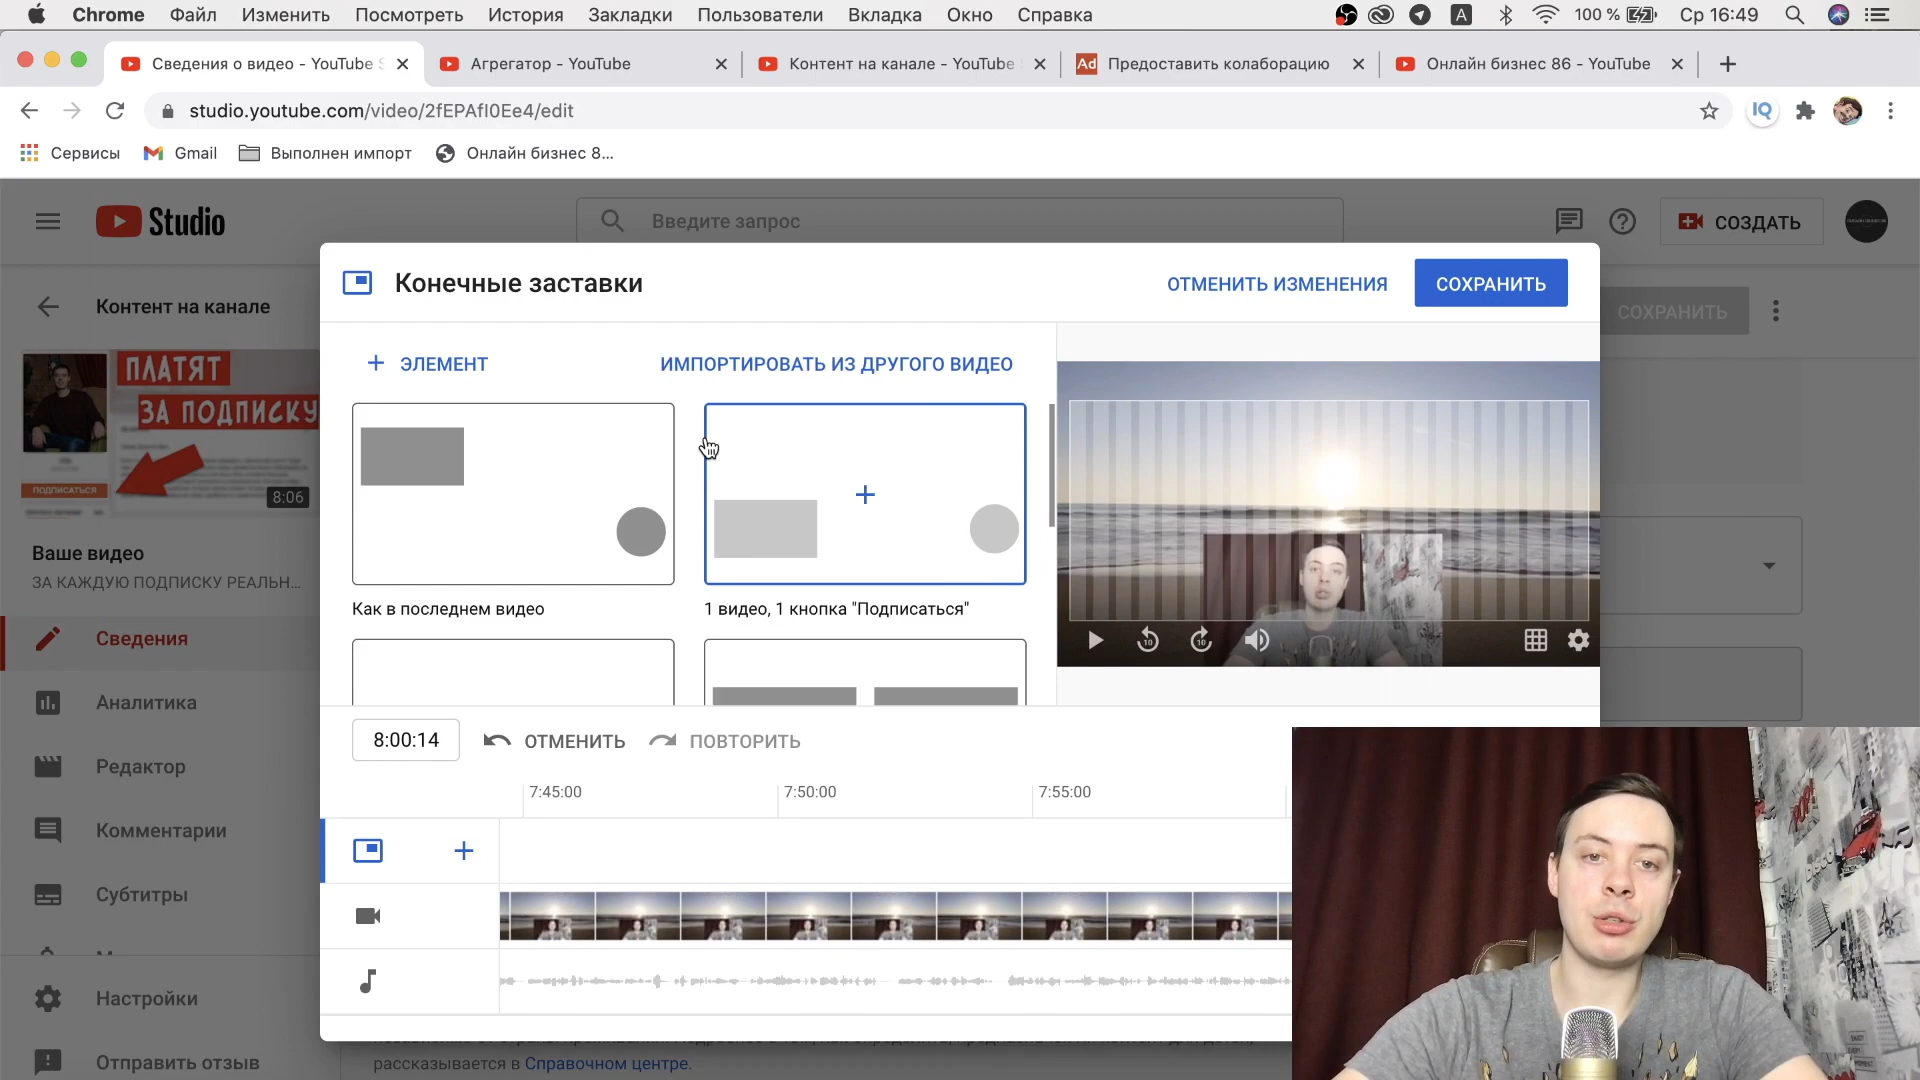 Chrome Файл Изменить Посмотреть История Закладки Пользователи Вкладка Окно Справка
A 100 % Ср 16:49
Сведения о видео - YouTube S
Агрегатор - YouTube
Контент на канале - YouTube
Ad Предоставить колаборацию
Онлайн бизнес 86 - YouTube
studio.youtube.com/video/2fEPAfI0Ee4/edit
IQ
Сервисы
Gmail
Выполнен импорт
Онлайн бизнес 8...
Studio
Введите запрос
СОЗДАТЬ
Контент на канале
Конечные заставки
ОТМЕНИТЬ ИЗМЕНЕНИЯ
СОХРАНИТЬ
СОХРАНИТЬ
ЭЛЕМЕНТ
ИМПОРТИРОВАТЬ ИЗ ДРУГОГО ВИДЕО
ПЛАТЯТ
ЗА ПОДПИСКУ
ПОДПИСАТЬСЯ
8:06
Ваше видео
ЗА КАЖДУЮ ПОДПИСКУ РЕАЛЬН...
Как в последнем видео
1 видео, 1 кнопка "Подписаться"
10
10
Сведения
Аналитика
Редактор
Комментарии
Субтитры
Настройки
Отправить отзыв
8:00:14
ОТМЕНИТЬ
ПОВТОРИТЬ
7:45:00
7:50:00
7:55:00
рассказывается в Справочном центре.